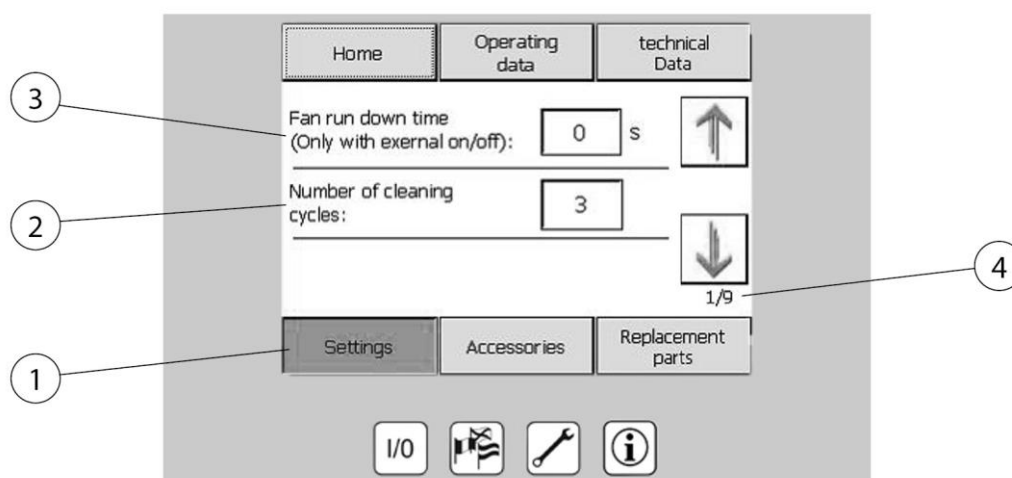 Home
Operating
data
technical
Data
3
Fan run down time
(Only with exernal on/off):
0
s
2
Number of cleaning
cycles:
3
4
1/9
1
Settings
Accessories
Replacement
parts
I/0
i